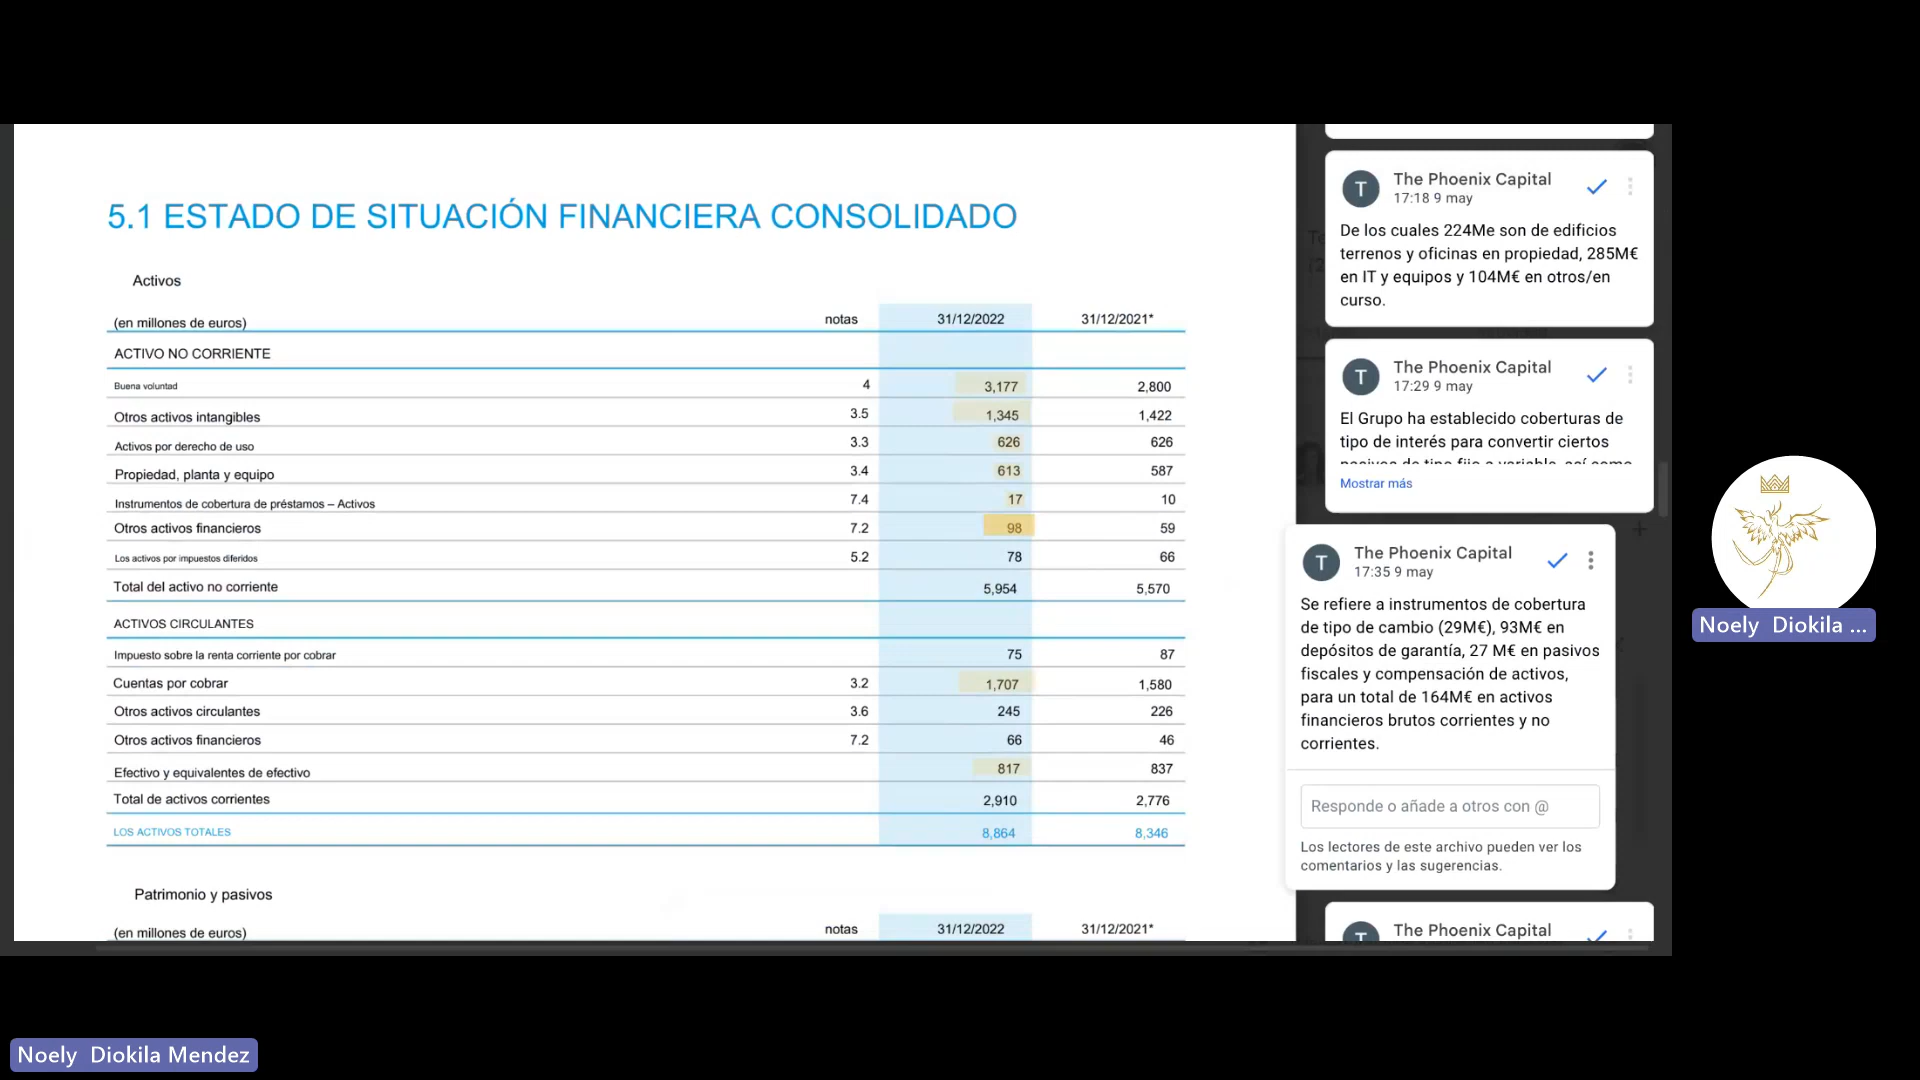 5.1 ESTADO DE SITUACIÓN FINANCIERA CONSOLIDADO
Activos
(en millones de euros) notas 31/12/2022 31/12/2021*
ACTIVO NO CORRIENTE
Buena voluntad 4 3,177 2,800
Otros activos intangibles 3.5 1,345 1,422
Activos por derecho de uso 3.3 626 626
Propiedad, planta y equipo 3.4 613 587
Instrumentos de cobertura de préstamos – Activos 7.4 17 10
Otros activos financieros 7.2 98 59
Los activos por impuestos diferidos 5.2 78 66
Total del activo no corriente 5,954 5,570
ACTIVOS CIRCULANTES
Impuesto sobre la renta corriente por cobrar 75 87
Cuentas por cobrar 3.2 1,707 1,580
Otros activos circulantes 3.6 245 226
Otros activos financieros 7.2 66 46
Efectivo y equivalentes de efectivo 817 837
Total de activos corrientes 2,910 2,776
LOS ACTIVOS TOTALES 8,864 8,346
Patrimonio y pasivos
(en millones de euros) notas 31/12/2022 31/12/2021*
T
The Phoenix Capital
17:18 9 may
De los cuales 224Me son de edificios
terrenos y oficinas en propiedad, 285M€
en IT y equipos y 104M€ en otros/en
curso.
T
The Phoenix Capital
17:29 9 may
El Grupo ha establecido coberturas de
tipo de interés para convertir ciertos
pasivos de tipo fijo a variable, así como
Mostrar más
T
The Phoenix Capital
17:35 9 may
Se refiere a instrumentos de cobertura
de tipo de cambio (29M€), 93M€ en
depósitos de garantía, 27 M€ en pasivos
fiscales y compensación de activos,
para un total de 164M€ en activos
financieros brutos corrientes y no
corrientes.
Responde o añade a otros con @
Los lectores de este archivo pueden ver los
comentarios y las sugerencias.
T
The Phoenix Capital
Noely Diokila ...
Noely Diokila Mendez